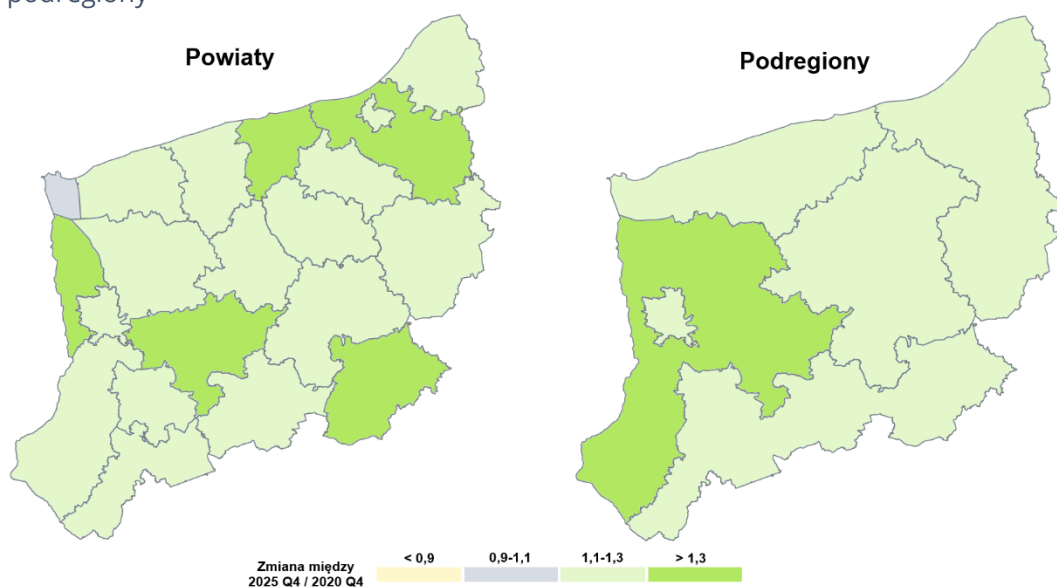 podregiony
Powiaty
Podregiony
Zmiana między
2025 Q4 / 2020 Q4
< 0,9
0,9-1,1
1,1-1,3
> 1,3